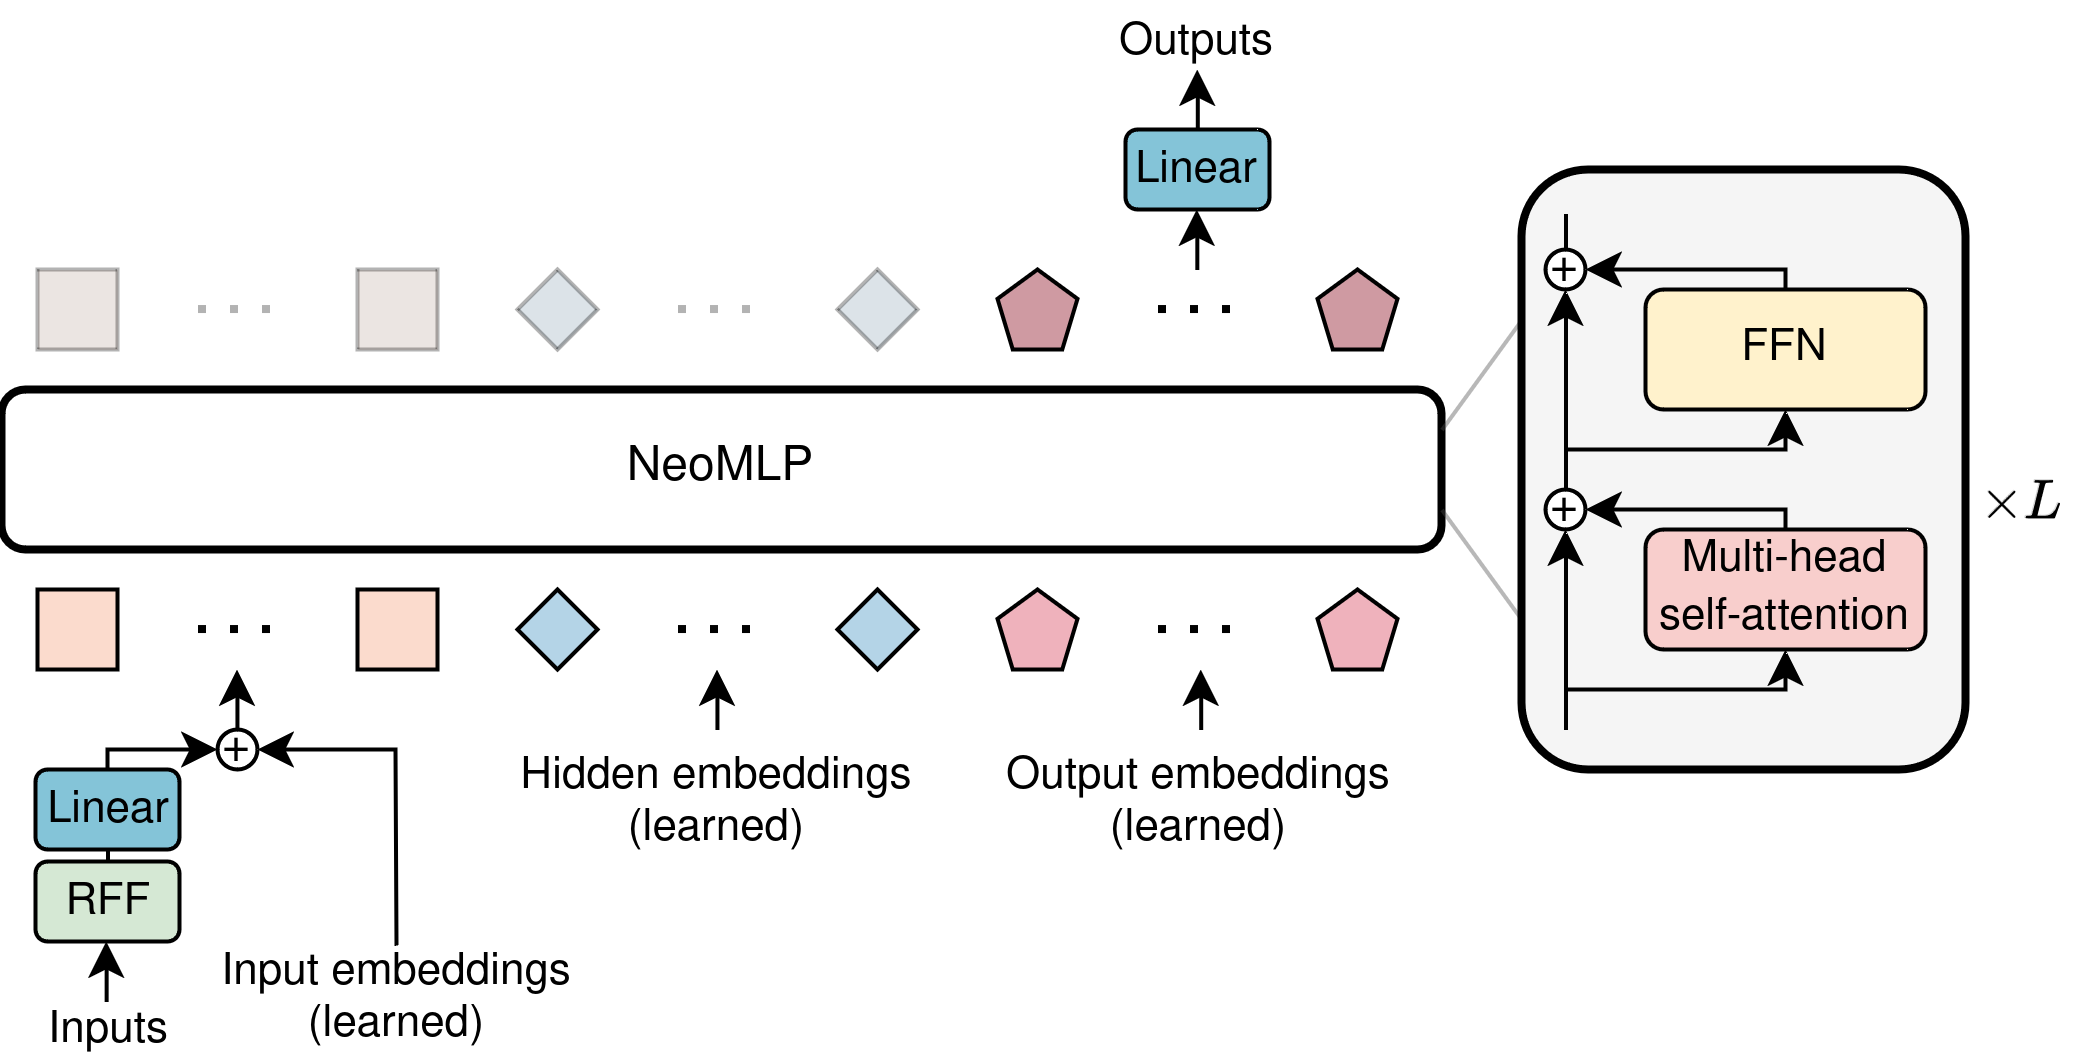 Outputs
Linear
NeoMLP
FFN
Multi-head
self-attention
×L
Hidden embeddings
(learned)
Output embeddings
(learned)
Linear
RFF
Inputs
Input embeddings
(learned)